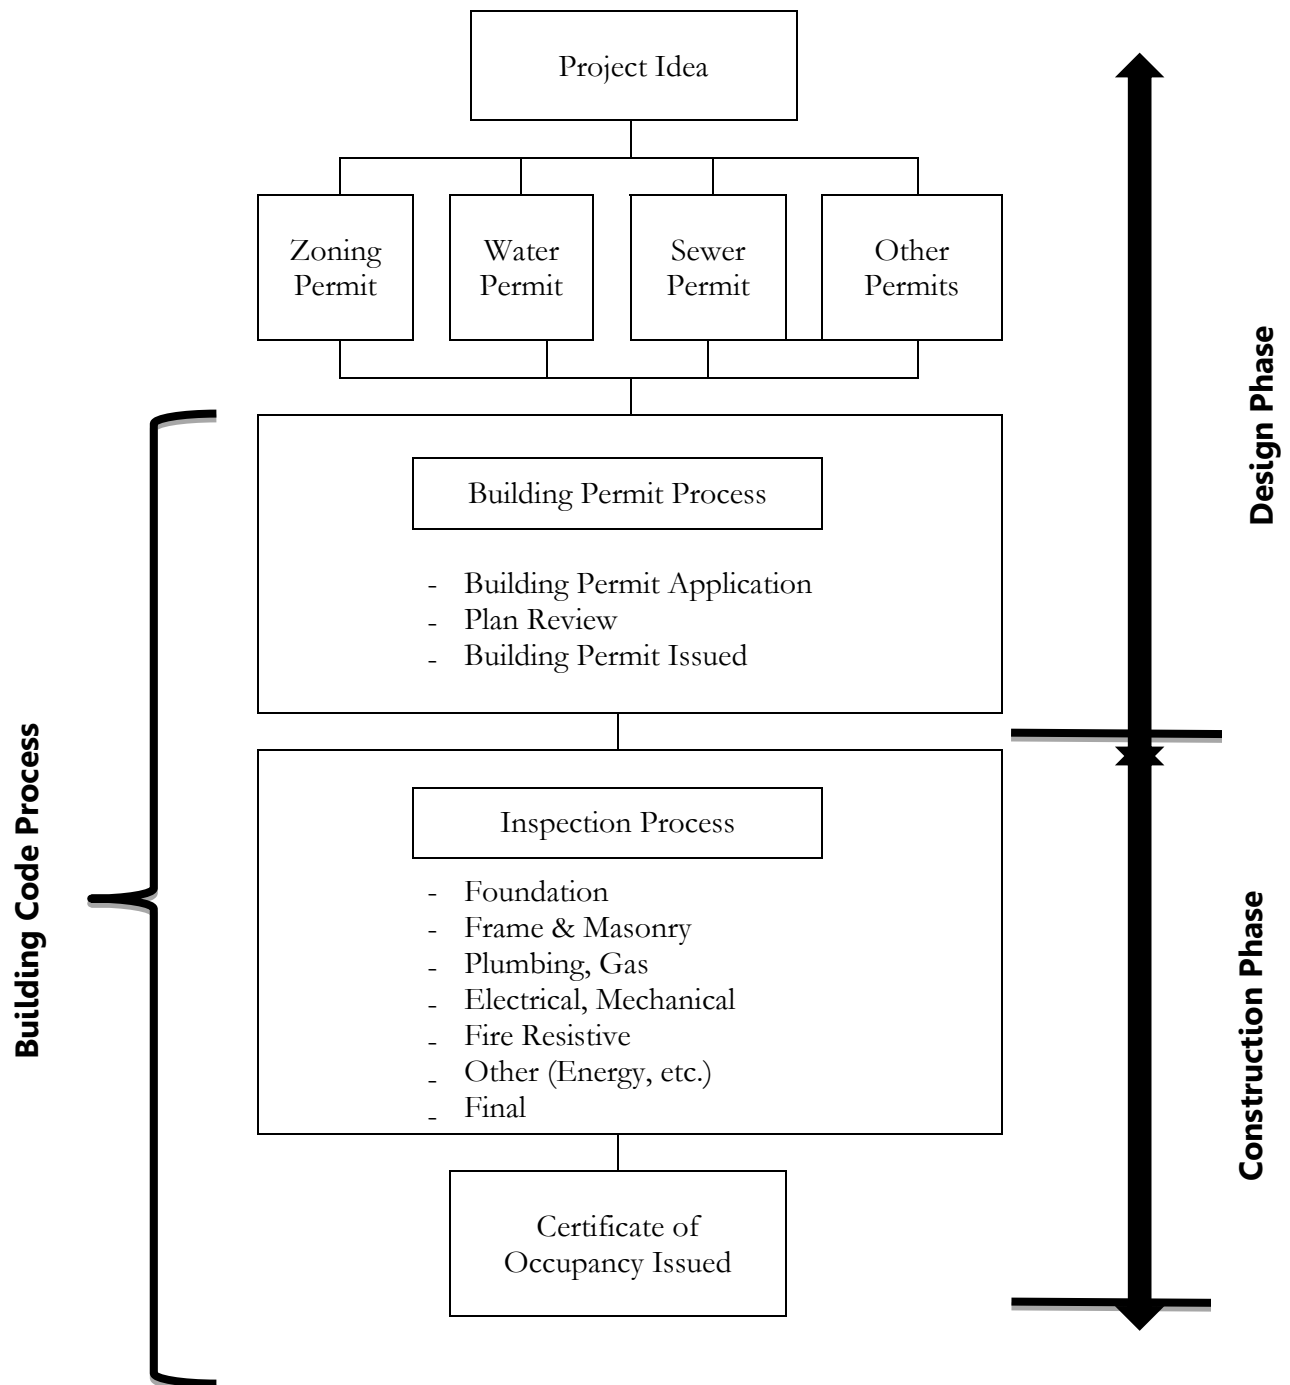 Project Idea
Zoning
Permit
Water
Permit
Sewer
Permit
Other
Permits
Building Permit Process
- Building Permit Application
- Plan Review
- Building Permit Issued
Inspection Process
- Foundation
- Frame & Masonry
- Plumbing, Gas
- Electrical, Mechanical
- Fire Resistive
- Other (Energy, etc.)
- Final
Certificate of
Occupancy Issued
Building Code Process
Design Phase
Construction Phase